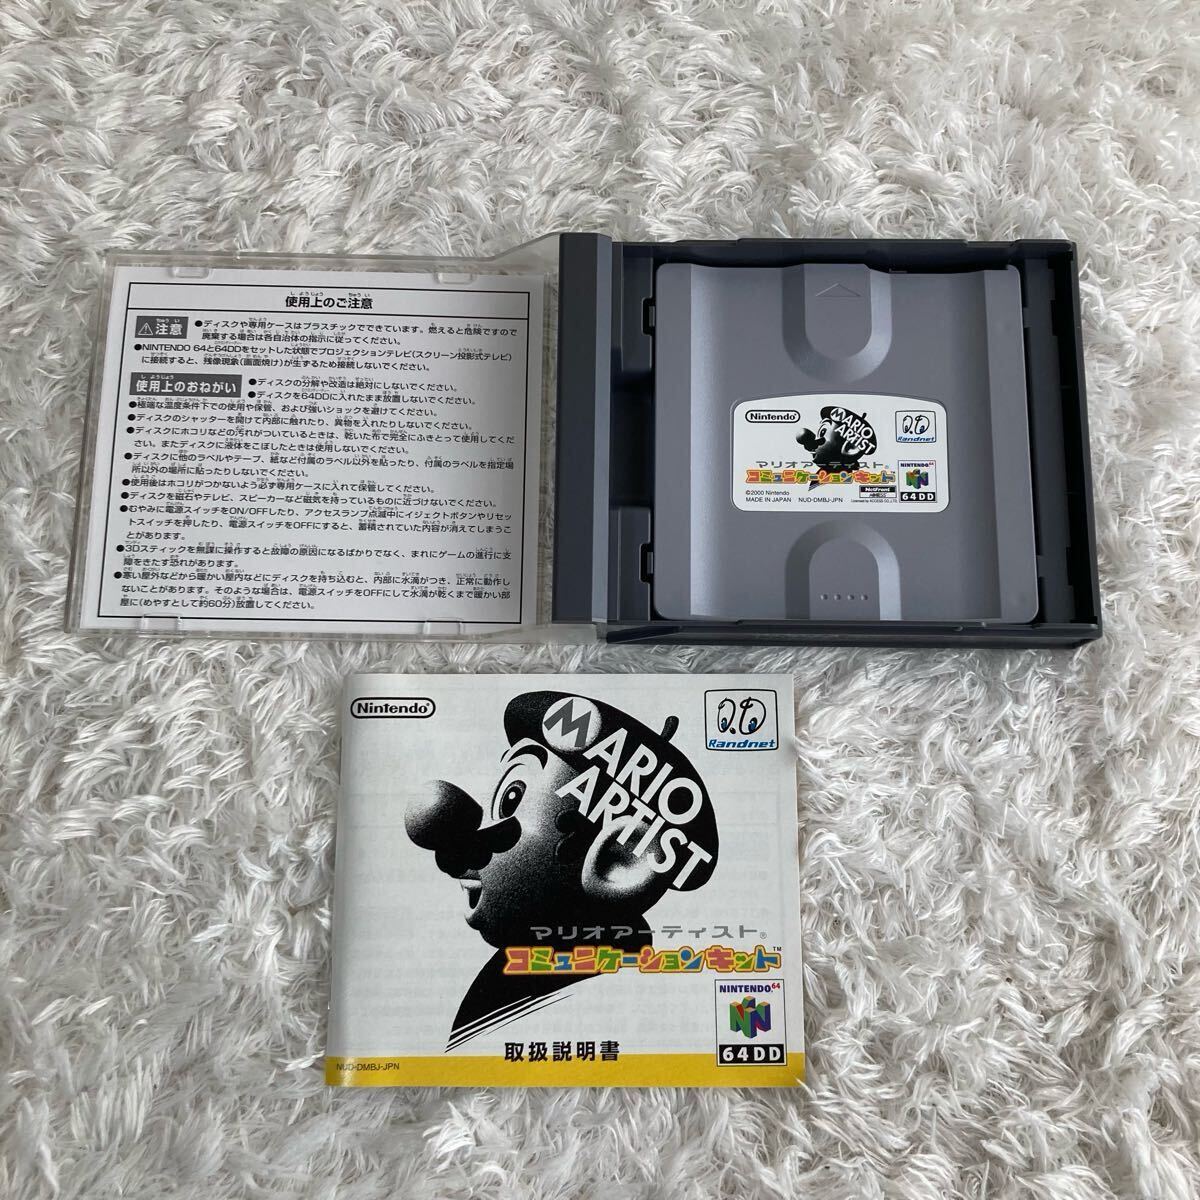 使用上のご注意
注意
●ディスクや専用ケースはプラスチックでできています。燃えると危険ですので
廃棄する場合は各自治体の指示に従ってください。
●NINTENDO 64と64DDをセットした状態でプロジェクションテレビ(スクリーン投影式テレビ)
に接続すると、残像現象(画面焼け)が生ずるため接続しないでください。
使用上のおねがい
●ディスクの分解や改造は絶対にしないでください。
●ディスクを64DDに入れたまま放置しないでください。
●極端な温度条件下での使用や保管、および強いショックを避けてください。
●ディスクのシャッターを開けて内部に触れたり、異物を入れたりしないでください。
●ディスクにホコリなどの汚れがついているときは、乾いた布で完全にふきとって使用してくだ
さい。またディスクに液体をこぼしたときは使用しないでください。
●ディスクに他のラベルやテープ、紙など付属のラベル以外を貼ったり、付属のラベルを指定場
所以外の場所に貼ったりしないでください。
●使用後はホコリがつかないよう必ず専用ケースに入れて保管してください。
●ディスクを磁石やテレビ、スピーカーなど磁気を持っているものに近づけないでください。
●むやみに電源スイッチをON/OFFしたり、アクセスランプ点滅中にイジェクトボタンやリセッ
トスイッチを押したり、電源スイッチをOFFにすると、蓄積されていた内容が消えてしまうこ
とがあります。
●3Dスティックを無謀に操作すると故障の原因になるばかりでなく、まれにゲームの進行に支
障をきたす恐れがあります。
●寒い屋外などから暖かい屋内などにディスクを持ち込むと、内部に水滴がつき、正常に動作し
ないことがあります。そのような場合は、電源スイッチをOFFにして水滴が乾くまで暖かい部
屋に(めやすとして約60分)放置してください。
Nintendo
MARIO
ARTIST
Randnet
マリオアーティスト®
コミュニケーションキット
NINTENDO64
64DD
©2000 Nintendo
MADE IN JAPAN NUD-DMBJ-JPN
NetFront
Licensed by ACCESS CO.,LTD.
Nintendo®
MARIO
ARTIST
Randnet
マリオアーティスト®
コミュニケーションキット™
NINTENDO64
64DD
取扱説明書
NUD-DMBJ-JPN